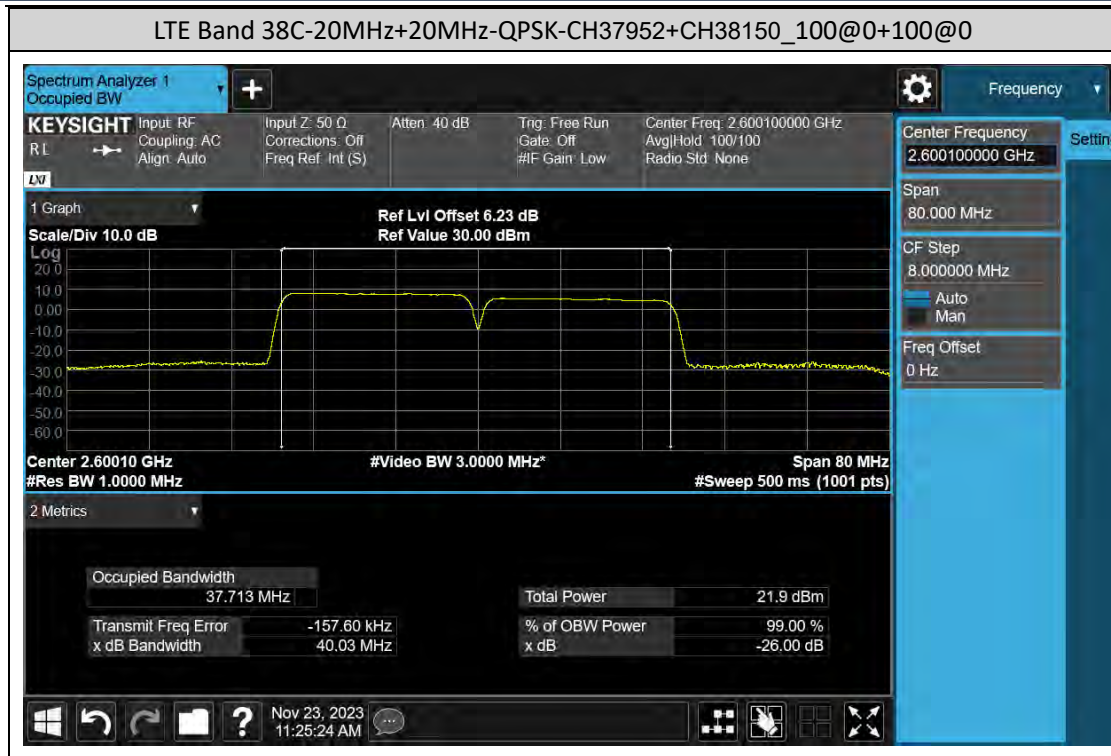 LTE Band 38C-20MHz+20MHz-QPSK-CH37952+CH38150_100@0+100@0
Spectrum Analyzer 1
Occupied BW
+
Frequency
KEYSIGHT
RL
LXI
Input: RF
Coupling: AC
Align: Auto
Input Z: 50 Ω
Corrections: Off
Freq Ref: Int (S)
Atten: 40 dB
Trig: Free Run
Gate: Off
#IF Gain: Low
Center Freq: 2.600100000 GHz
Avg|Hold: 100/100
Radio Std: None
Center Frequency
2.600100000 GHz
Settin
Span
80.000 MHz
CF Step
8.000000 MHz
Auto
Man
Freq Offset
0 Hz
1 Graph
Scale/Div 10.0 dB
Ref Lvl Offset 6.23 dB
Ref Value 30.00 dBm
Log
20.0
10.0
0.00
-10.0
-20.0
-30.0
-40.0
-50.0
-60.0
Center 2.60010 GHz
#Video BW 3.0000 MHz*
Span 80 MHz
#Res BW 1.0000 MHz
#Sweep 500 ms (1001 pts)
2 Metrics
Occupied Bandwidth
37.713 MHz
Total Power 21.9 dBm
Transmit Freq Error -157.60 kHz
% of OBW Power 99.00 %
x dB Bandwidth 40.03 MHz
x dB -26.00 dB
?
Nov 23, 2023
11:25:24 AM